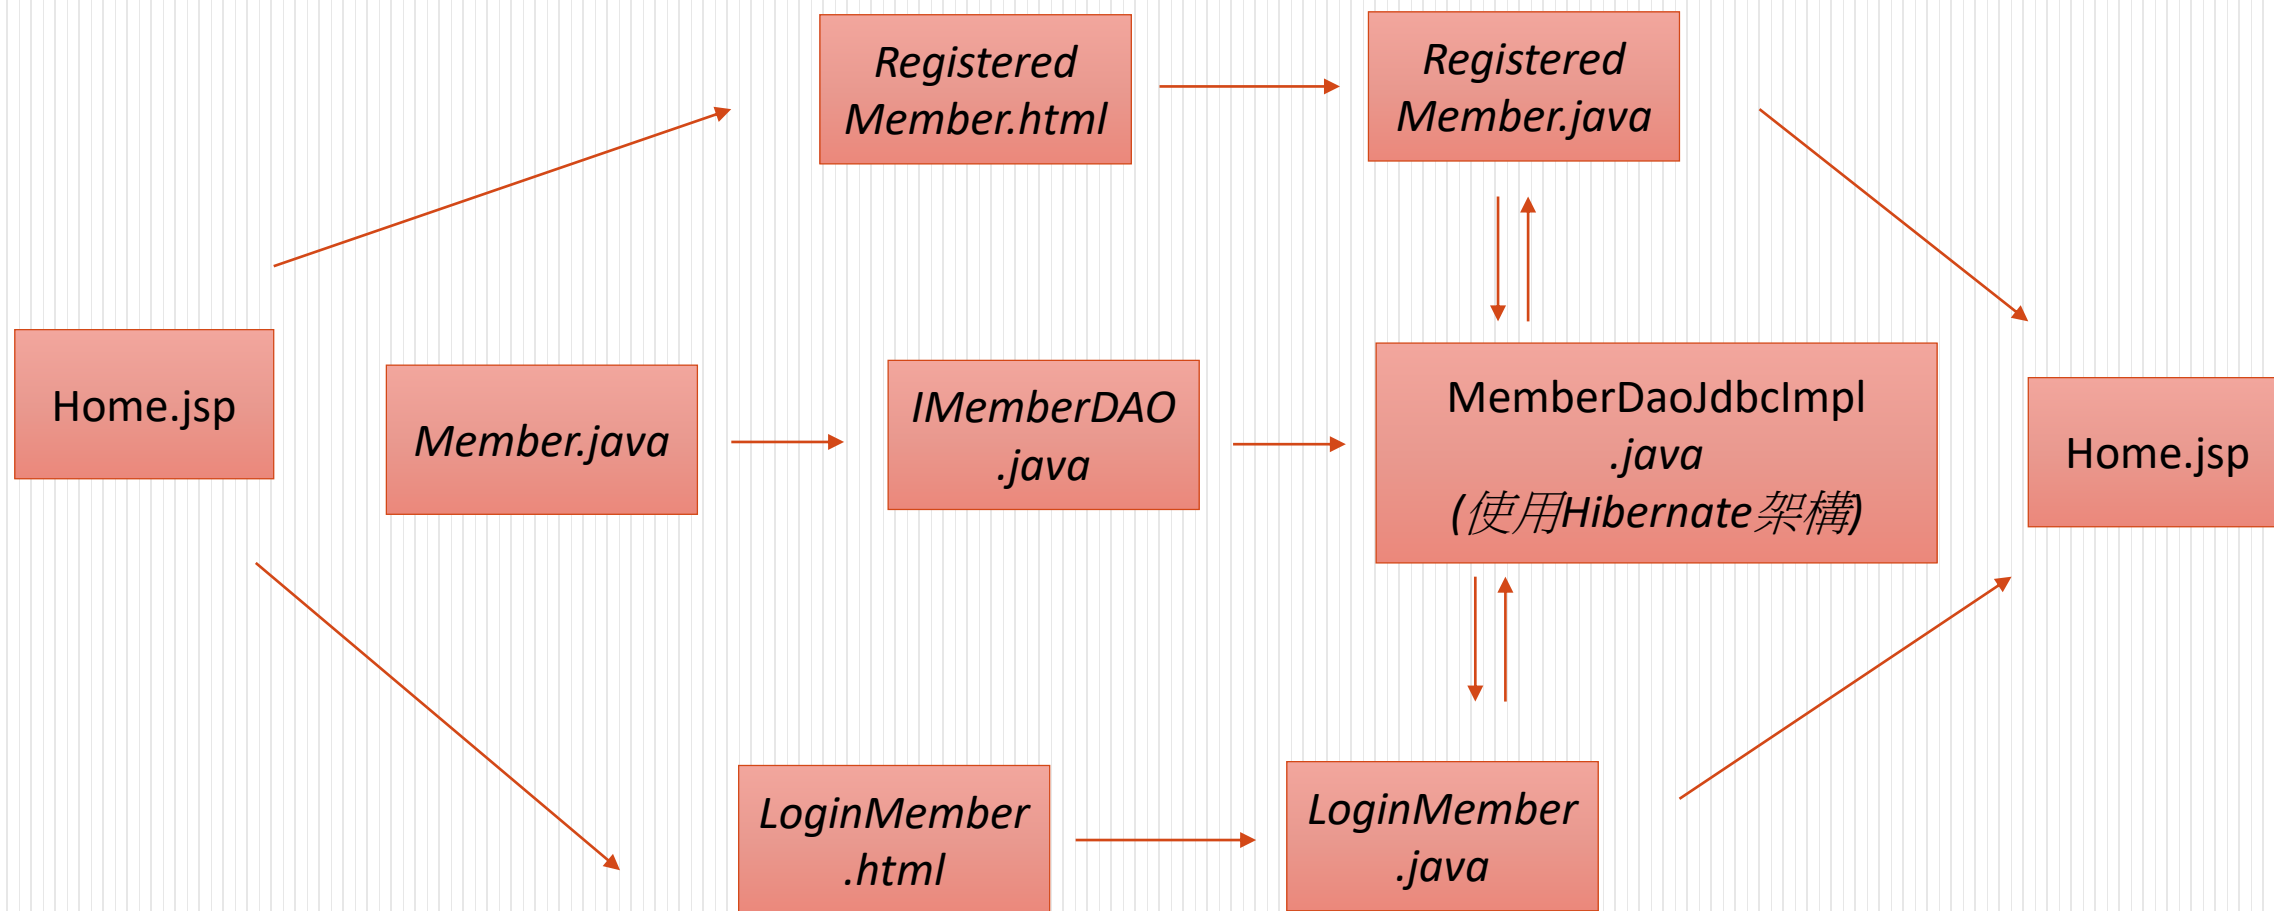 Registered
Member.html
Registered
Member.java
Home.jsp
Member.java
IMemberDAO
.java
MemberDaoJdbcImpl
.java
(使用Hibernate架構)
Home.jsp
LoginMember
.html
LoginMember
.java